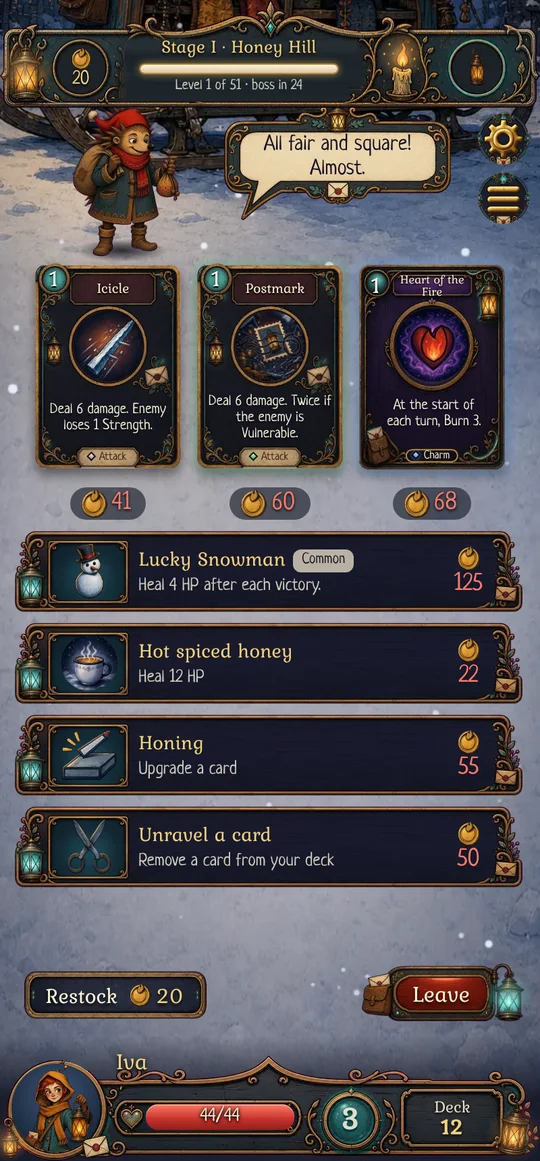 Stage I · Honey Hill
20
Level 1 of 51 · boss in 24
All fair and square!
Almost.
1
Icicle
Deal 6 damage. Enemy
loses 1 Strength.
Attack
41
1
Postmark
Deal 6 damage. Twice if
the enemy is
Vulnerable.
Attack
60
1
Heart of the
Fire
At the start of
each turn, Burn 3.
Charm
68
Lucky Snowman Common
Heal 4 HP after each victory.
125
Hot spiced honey
Heal 12 HP
22
Honing
Upgrade a card
55
Unravel a card
Remove a card from your deck
50
Restock 20
Leave
Iva
44/44
3
Deck
12